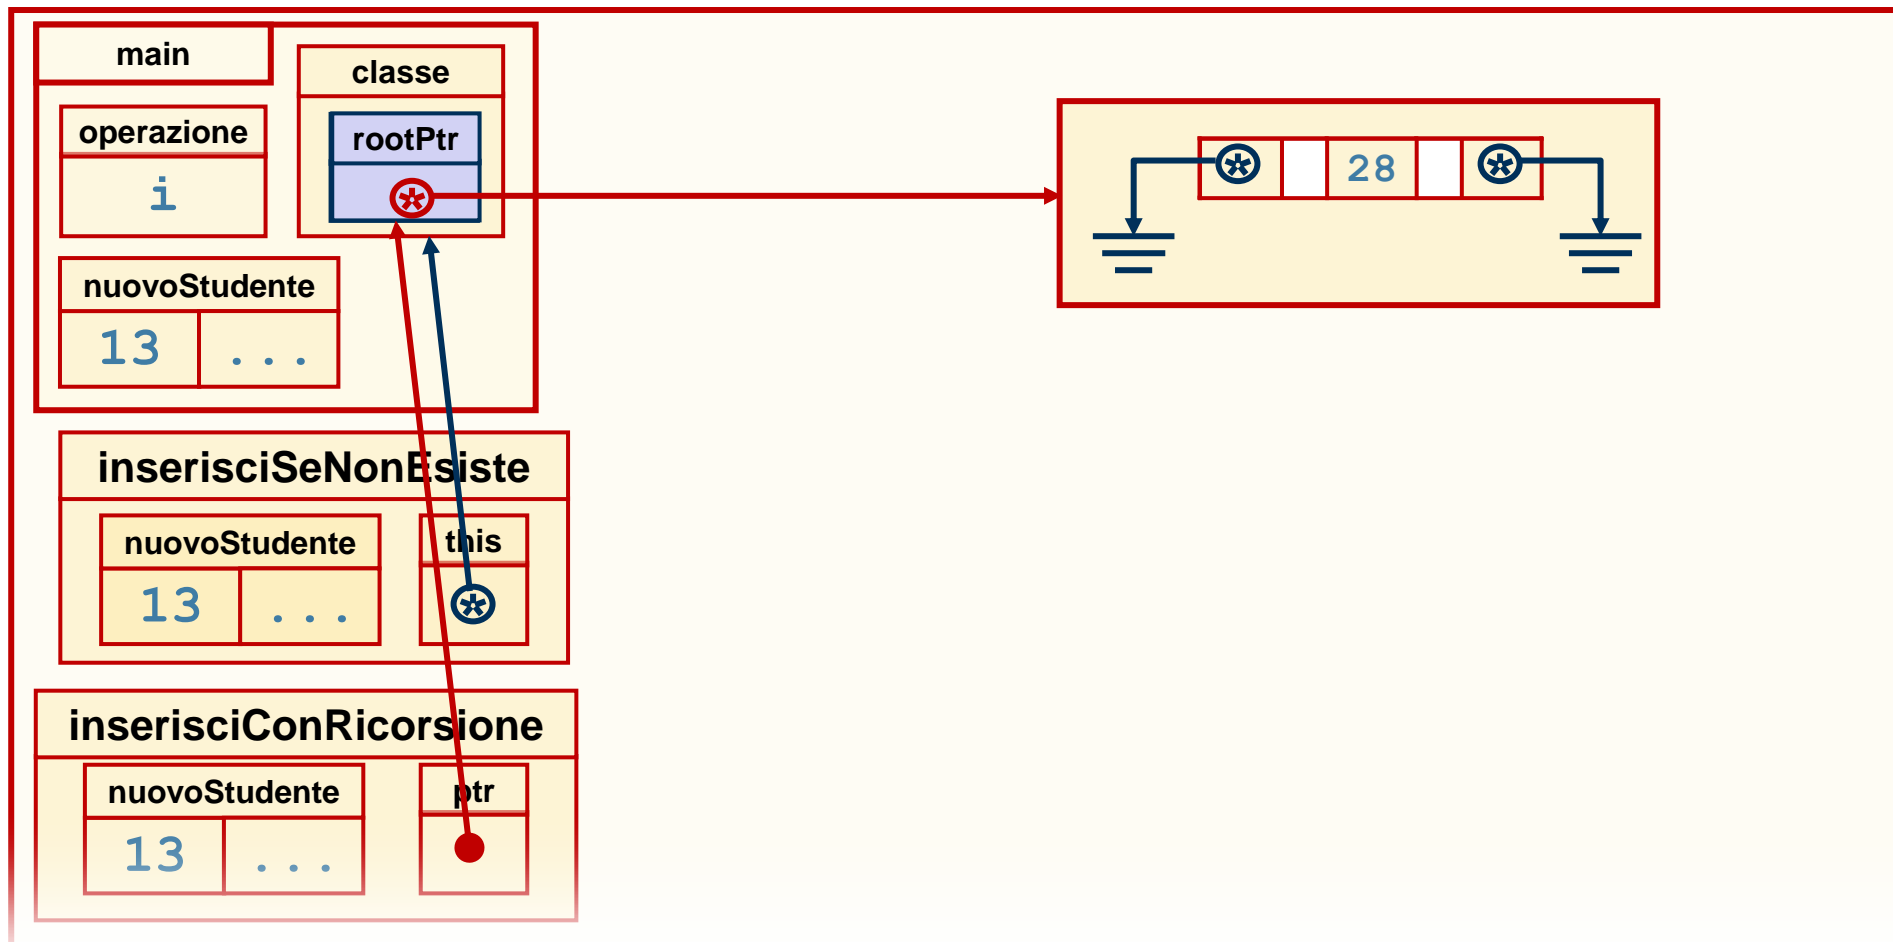 main
classe
operazione
i
rootPtr
28
nuovoStudente
13 ...
inserisciSeNonEsiste
nuovoStudente
13 ...
this
inserisciConRicorsione
nuovoStudente
13 ...
ptr